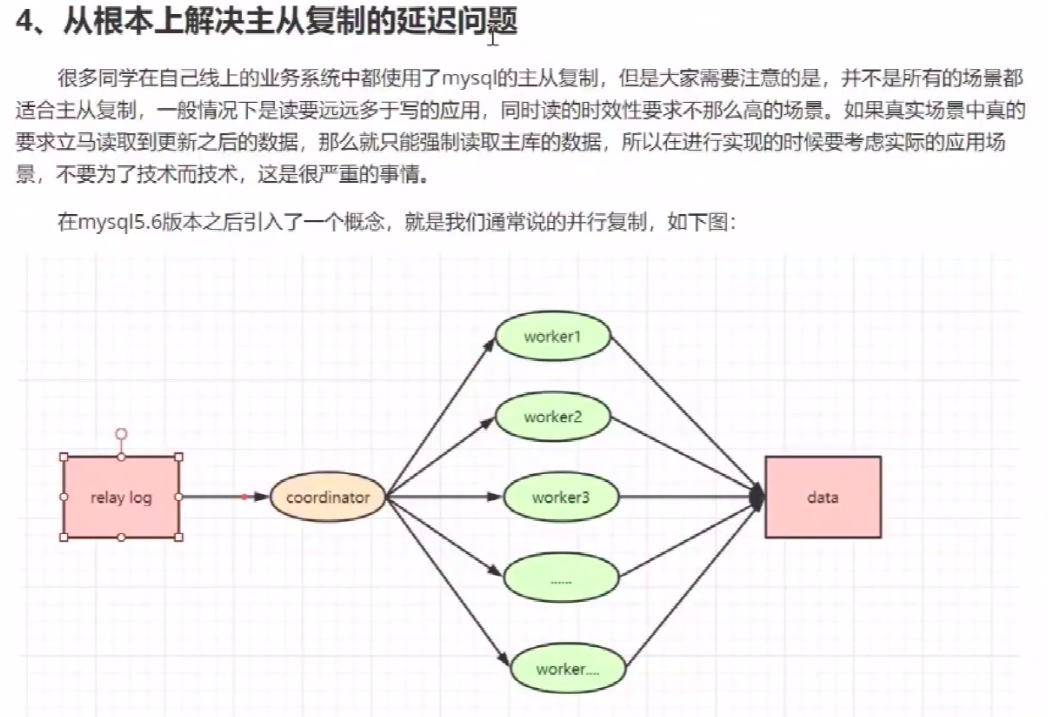 4、从根本上解决主从复制的延迟问题
很多同学在自己线上的业务系统中都使用了mysql的主从复制，但是大家需要注意的是，并不是所有的场景都
适合主从复制，一般情况下是读要远远多于写的应用，同时读的时效性要求不那么高的场景。如果真实场景中真的
要求立马读取到更新之后的数据，那么就只能强制读取主库的数据，所以在进行实现的时候要考虑实际的应用场
景，不要为了技术而技术，这是很严重的事情。
在mysql5.6版本之后引入了一个概念，就是我们通常说的并行复制，如下图：
worker1
worker2
relay log
coordinator
worker3
data
......
worker....